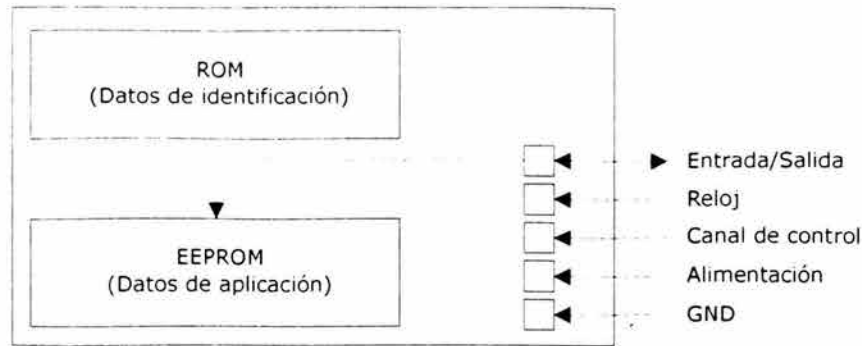 ROM
(Datos de identificación)
Entrada/Salida
Reloj
Canal de control
EEPROM
(Datos de aplicación)
Alimentación
GND